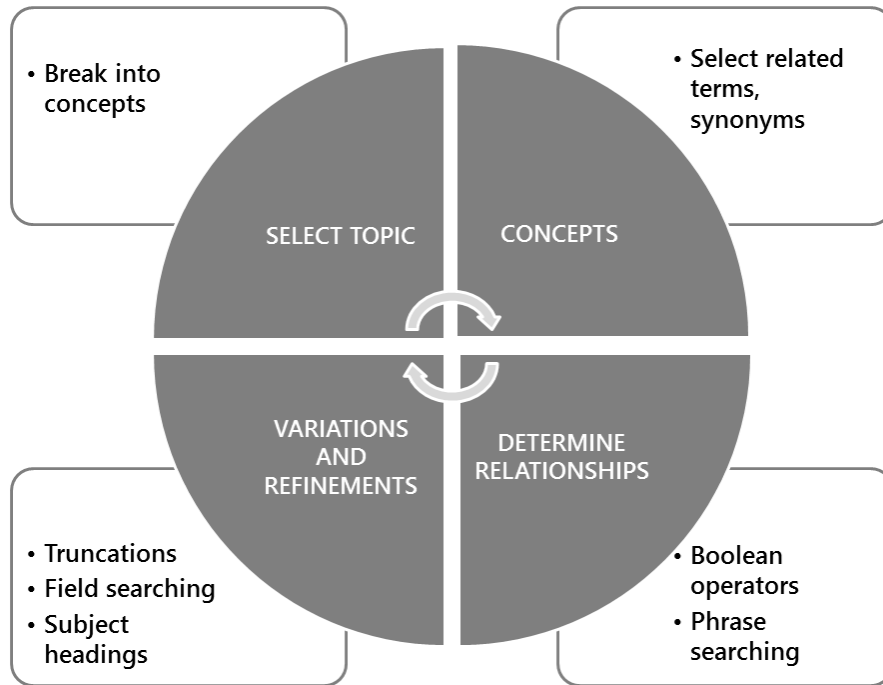 • Break into
concepts
• Select related
terms,
synonyms
SELECT TOPIC
CONCEPTS
VARIATIONS
AND
REFINEMENTS
DETERMINE
RELATIONSHIPS
• Truncations
• Field searching
• Subject
headings
• Boolean
operators
• Phrase
searching